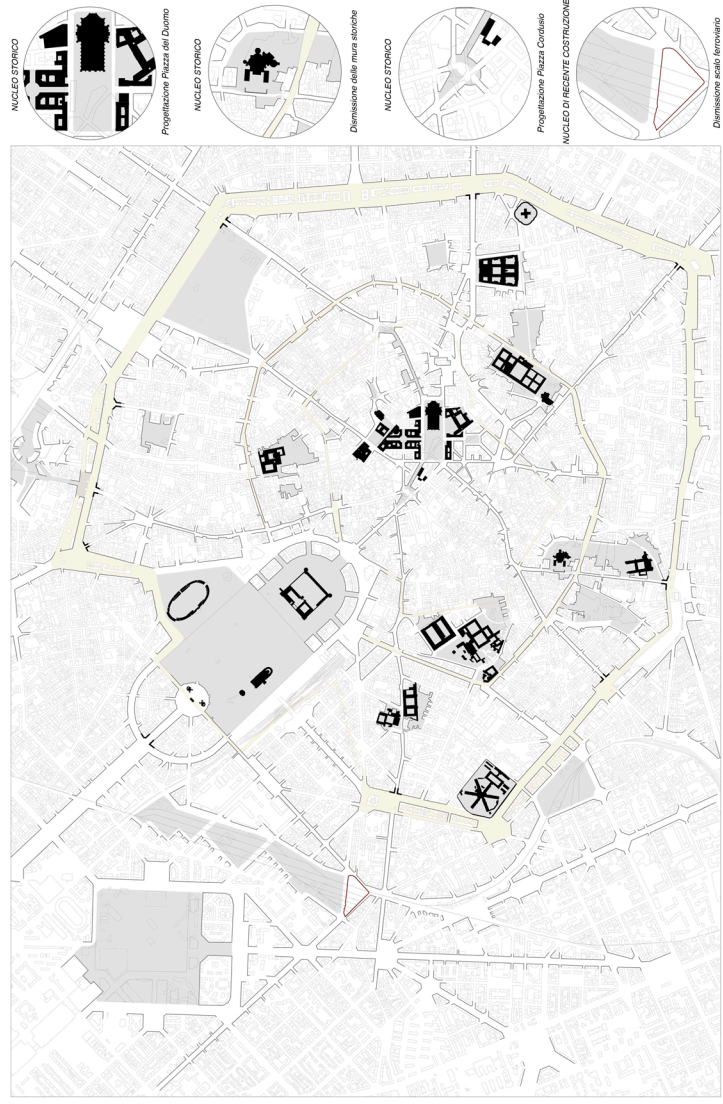 NUCLEO STORICO
Progettazione Piazza del Duomo
NUCLEO STORICO
Dismissione delle mura storiche
NUCLEO STORICO
Progettazione Piazza Cordusio
NUCLEO DI RECENTE COSTRUZIONE
Dismissione scalo ferroviario